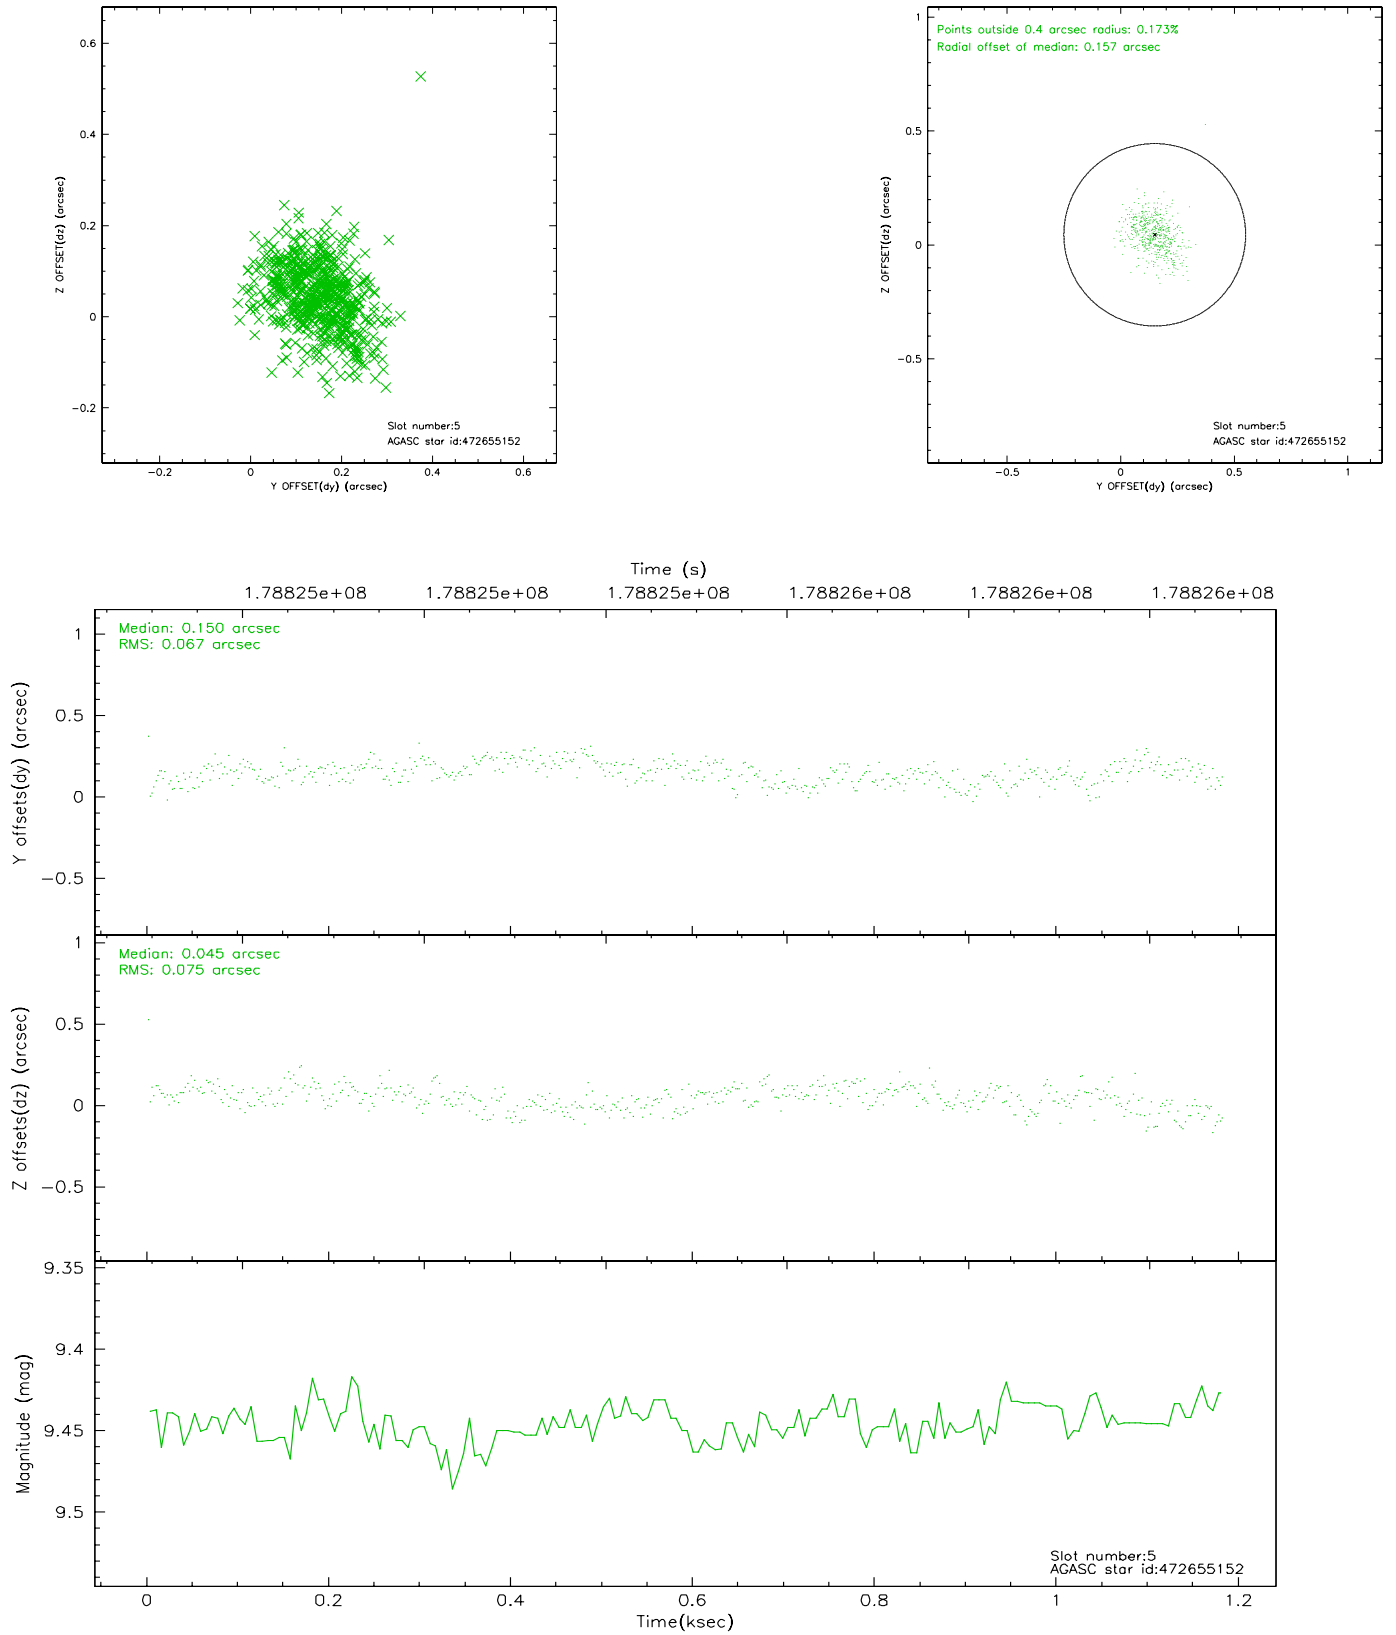 0.6
0.4
0.2
0
−0.2
Z OFFSET(dz) (arcsec)
Slot number:5
AGASC star id:472655152
−0.2 0 0.2 0.4 0.6
Y OFFSET(dy) (arcsec)
Points outside 0.4 arcsec radius: 0.173%
Radial offset of median: 0.157 arcsec
1
0.5
0
−0.5
Z OFFSET(dz) (arcsec)
Slot number:5
AGASC star id:472655152
−0.5 0 0.5 1
Y OFFSET(dy) (arcsec)
Time (s)
1.78825e+08 1.78825e+08 1.78825e+08 1.78826e+08 1.78826e+08 1.78826e+08
Median: 0.150 arcsec
RMS: 0.067 arcsec
1
0.5
0
−0.5
Y offsets(dy) (arcsec)
Median: 0.045 arcsec
RMS: 0.075 arcsec
1
0.5
0
−0.5
Z offsets(dz) (arcsec)
9.35
9.4
9.45
9.5
Magnitude (mag)
Slot number:5
AGASC star id:472655152
0 0.2 0.4 0.6 0.8 1 1.2
Time(ksec)